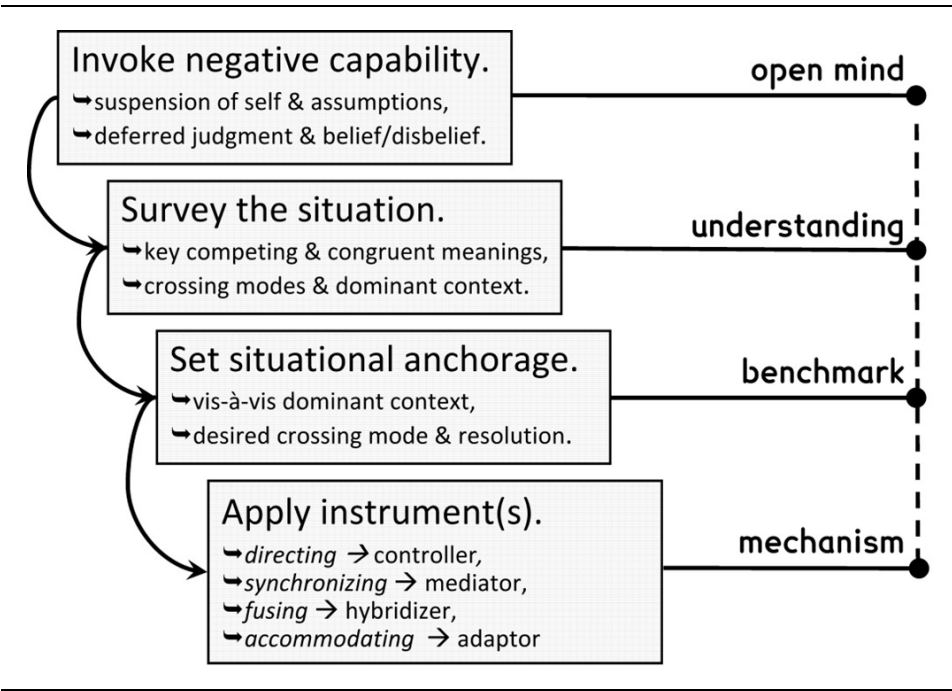 Invoke negative capability.
⮩suspension of self & assumptions,
⮩deferred judgment & belief/disbelief.
open mind
Survey the situation.
⮩key competing & congruent meanings,
⮩crossing modes & dominant context.
understanding
Set situational anchorage.
⮩vis-à-vis dominant context,
⮩desired crossing mode & resolution.
benchmark
Apply instrument(s).
⮩directing → controller,
⮩synchronizing → mediator,
⮩fusing → hybridizer,
⮩accommodating → adaptor
mechanism